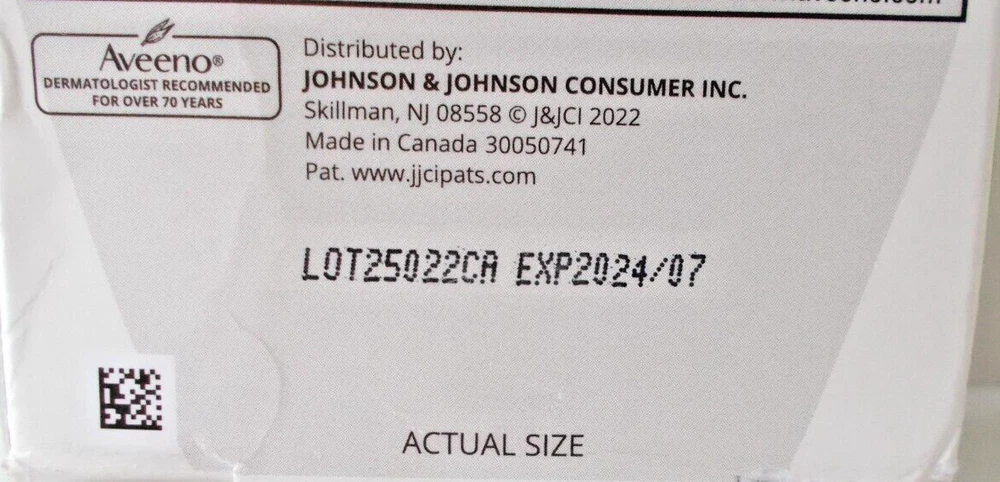 Aveeno®
DERMATOLOGIST RECOMMENDED
FOR OVER 70 YEARS
Distributed by:
JOHNSON & JOHNSON CONSUMER INC.
Skillman, NJ 08558 © J&JCI 2022
Made in Canada 30050741
Pat. www.jjcipats.com
LOT25022CA EXP2024/07
ACTUAL SIZE